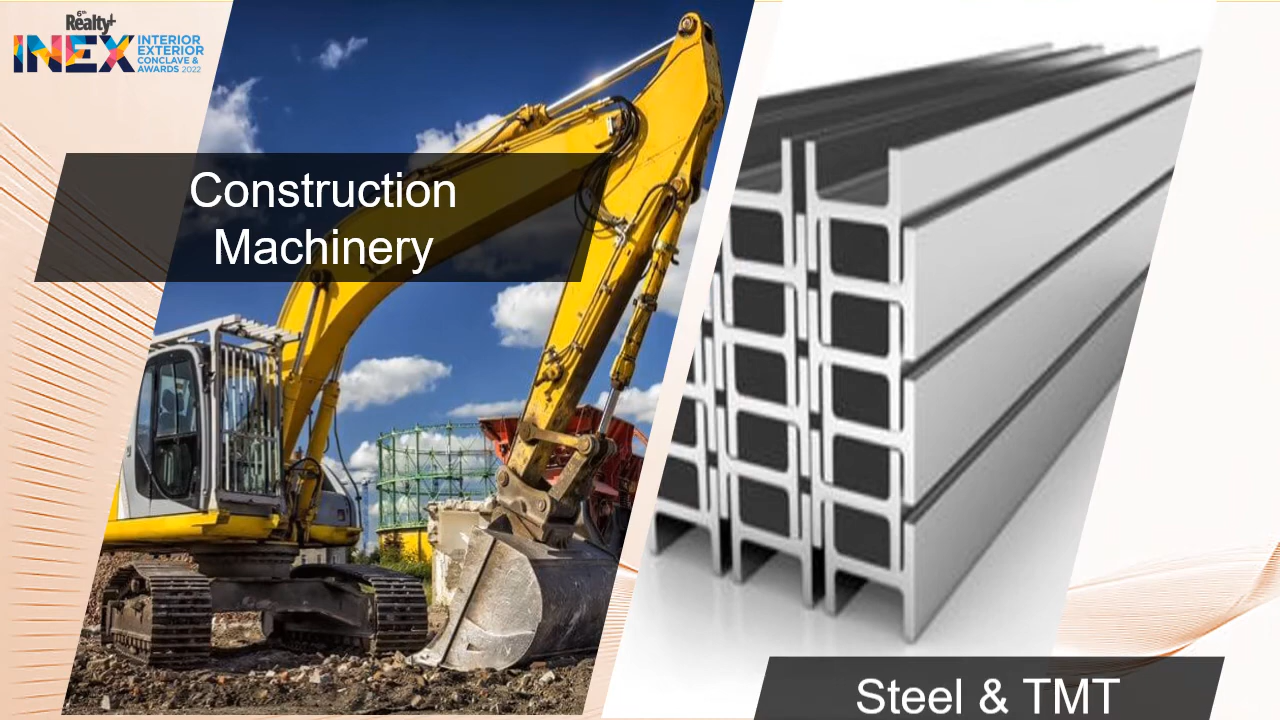 6th
Realty+
INEX
INTERIOR
EXTERIOR
CONCLAVE &
AWARDS 2022
Construction
Machinery
Steel & TMT